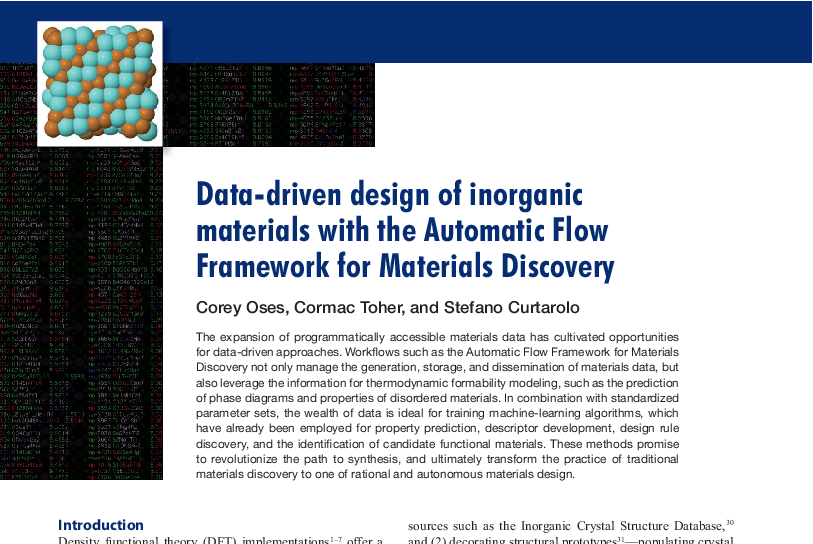 Data-driven design of inorganic
materials with the Automatic Flow
Framework for Materials Discovery
Corey Oses, Cormac Toher, and Stefano Curtarolo
The expansion of programmatically accessible materials data has cultivated opportunities
for data-driven approaches. Workflows such as the Automatic Flow Framework for Materials
Discovery not only manage the generation, storage, and dissemination of materials data, but
also leverage the information for thermodynamic formability modeling, such as the prediction
of phase diagrams and properties of disordered materials. In combination with standardized
parameter sets, the wealth of data is ideal for training machine-learning algorithms, which
have already been employed for property prediction, descriptor development, design rule
discovery, and the identification of candidate functional materials. These methods promise
to revolutionize the path to synthesis, and ultimately transform the practice of traditional
materials discovery to one of rational and autonomous materials design.
Introduction
Density functional theory (DFT) implementations1–7 offer a
sources such as the Inorganic Crystal Structure Database,30
and (2) decorating structural prototypes31—populating crystal